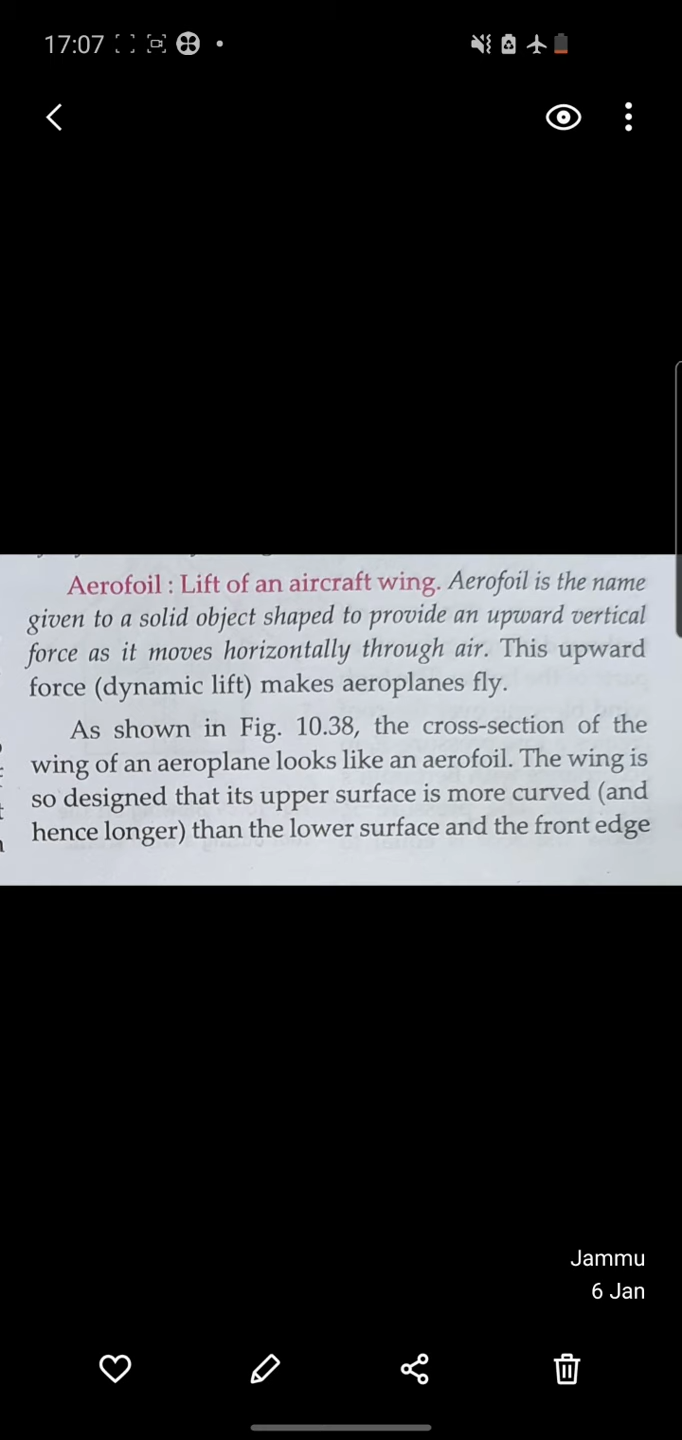 17:07
Aerofoil : Lift of an aircraft wing. Aerofoil is the name
given to a solid object shaped to provide an upward vertical
force as it moves horizontally through air. This upward
force (dynamic lift) makes aeroplanes fly.
As shown in Fig. 10.38, the cross-section of the
wing of an aeroplane looks like an aerofoil. The wing is
so designed that its upper surface is more curved (and
hence longer) than the lower surface and the front edge
Jammu
6 Jan